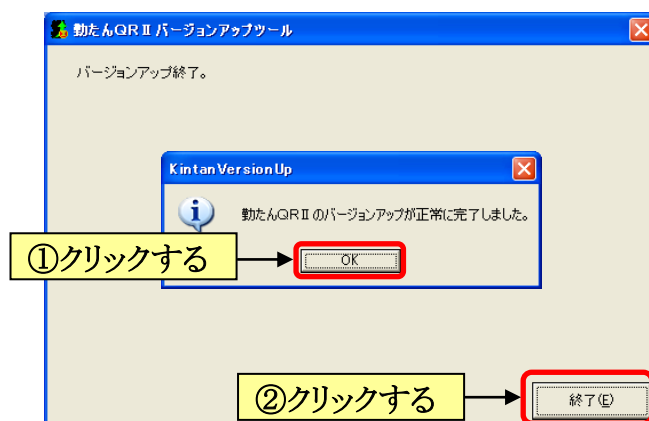 勤たんQRⅡ バージョンアップツール
バージョンアップ終了。
KintanVersionUp
勤たんQRⅡのバージョンアップが正常に完了しました。
①クリックする
OK
②クリックする
終了(E)